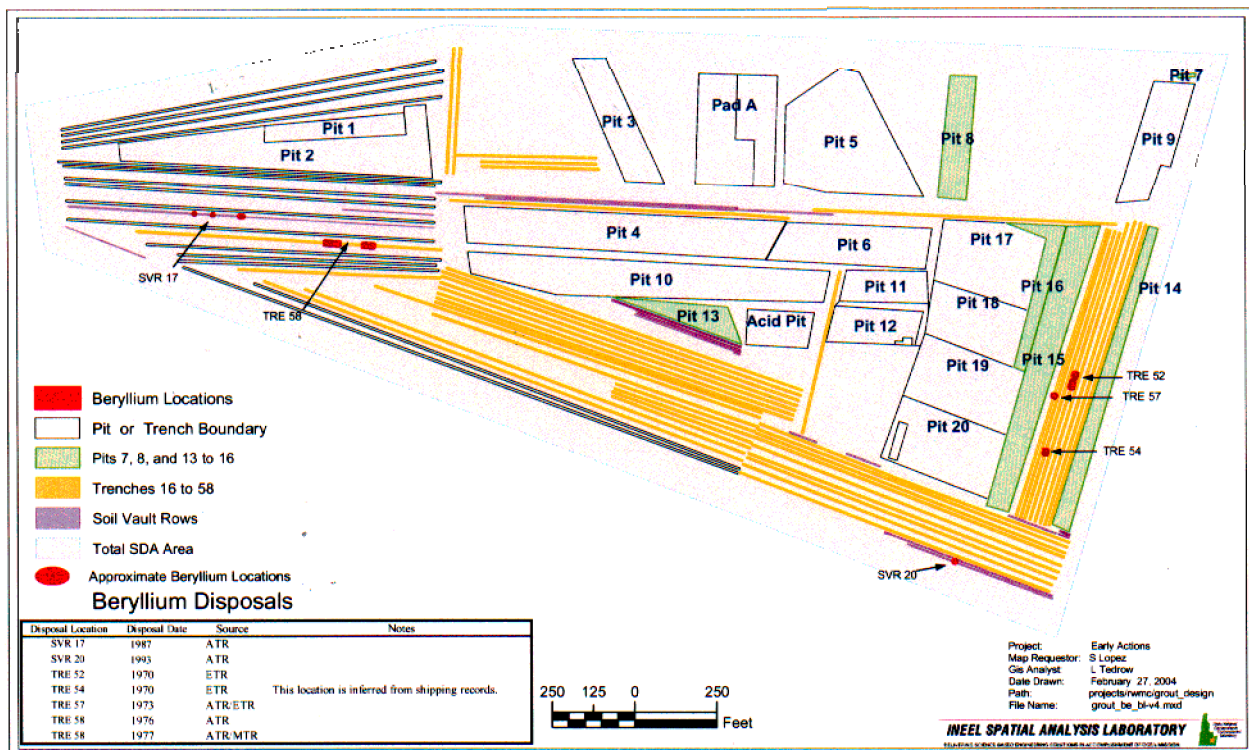 Pit 7
Pad A
Pit 1
Pit 3
Pit 2
Pit 5
Pit 8
Pit 9
Pit 4
Pit 6
Pit 17
SVR 17
Pit 10
Pit 11
Pit 16
Pit 14
TRE 58
Pit 13
Acid Pit
Pit 12
Pit 18
Pit 19
Pit 15
TRE 52
TRE 57
Pit 20
TRE 54
SVR 20
Beryllium Locations
Pit or Trench Boundary
Pits 7, 8, and 13 to 16
Trenches 16 to 58
Soil Vault Rows
Total SDA Area
Approximate Beryllium Locations
Beryllium Disposals
Disposal Location Disposal Date Source Notes
SVR 17 1987 ATR
SVR 20 1993 ATR
TRE 52 1970 ETR
TRE 54 1970 ETR This location is inferred from shipping records.
TRE 57 1973 ATR/ETR
TRE 58 1976 ATR
TRE 58 1977 ATR/MTR
250 125 0 250
Feet
Project: Early Actions
Map Requestor: S Lopez
Gis Analyst: L Tedrow
Date Drawn: February 27, 2004
Path: projects/rwmc/grout_design
File Name: grout_be_bl-v4.mxd
INEEL SPATIAL ANALYSIS LABORATORY